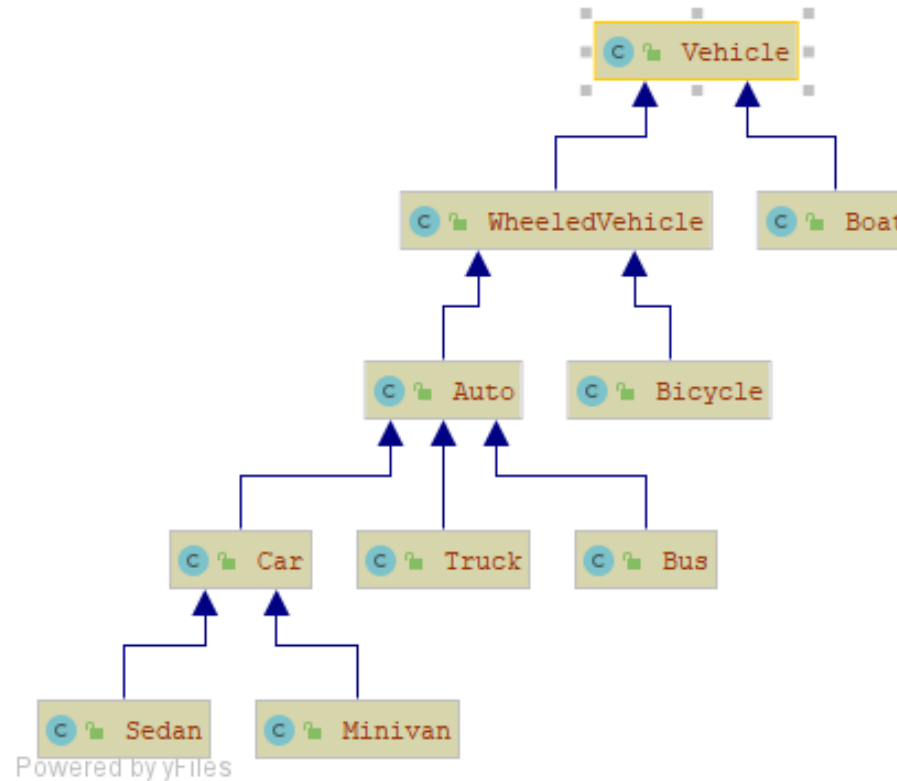 C Vehicle
C WheeledVehicle C Boat
C Auto C Bicycle
C Car C Truck C Bus
C Sedan C Minivan
Powered by yFiles